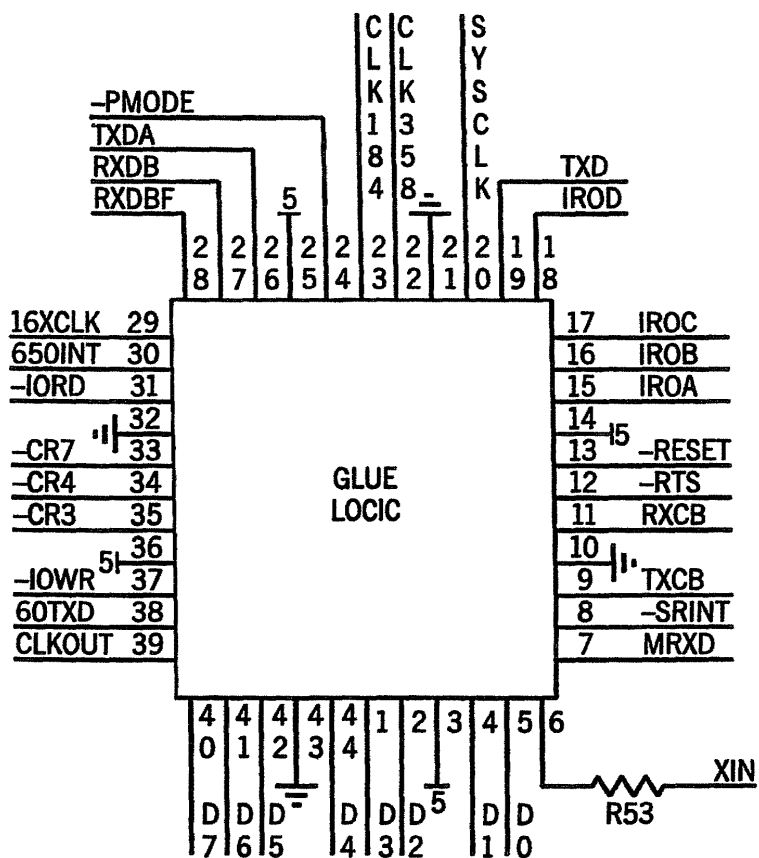 CLK184
CLK358
SYSCLK
-PMODE
TXDA
RXDB
RXDBF
5
TXD
IROD
28
27
26
25
24
23
22
21
20
19
18
16XCLK 29
650INT 30
-IORD 31
32
-CR7 33
-CR4 34
-CR3 35
5 36
-IOWR 37
60TXD 38
CLKOUT 39
GLUE
LOCIC
17 IROC
16 IROB
15 IROA
14 5
13 -RESET
12 -RTS
11 RXCB
10
9 TXCB
8 -SRINT
7 MRXD
40
41
42
43
44
1
2
3
4
5
6
D7
D6
D5
D4
D3
D2
5
D1
D0
XIN
R53